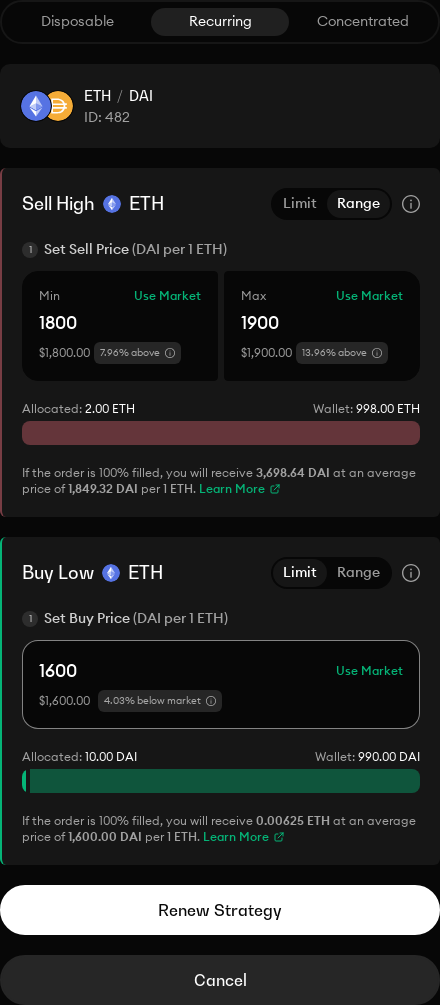 Disposable Recurring Concentrated
ETH / DAI
ID: 482
Sell High ETH Limit Range
1 Set Sell Price (DAI per 1 ETH)
Min Use Market Max Use Market
1800 1900
$1,800.00 7.96% above $1,900.00 13.96% above
Allocated: 2.00 ETH Wallet: 998.00 ETH
If the order is 100% filled, you will receive 3,698.64 DAI at an average
price of 1,849.32 DAI per 1 ETH. Learn More
Buy Low ETH Limit Range
1 Set Buy Price (DAI per 1 ETH)
1600 Use Market
$1,600.00 4.03% below market
Allocated: 10.00 DAI Wallet: 990.00 DAI
If the order is 100% filled, you will receive 0.00625 ETH at an average
price of 1,600.00 DAI per 1 ETH. Learn More
Renew Strategy
Cancel